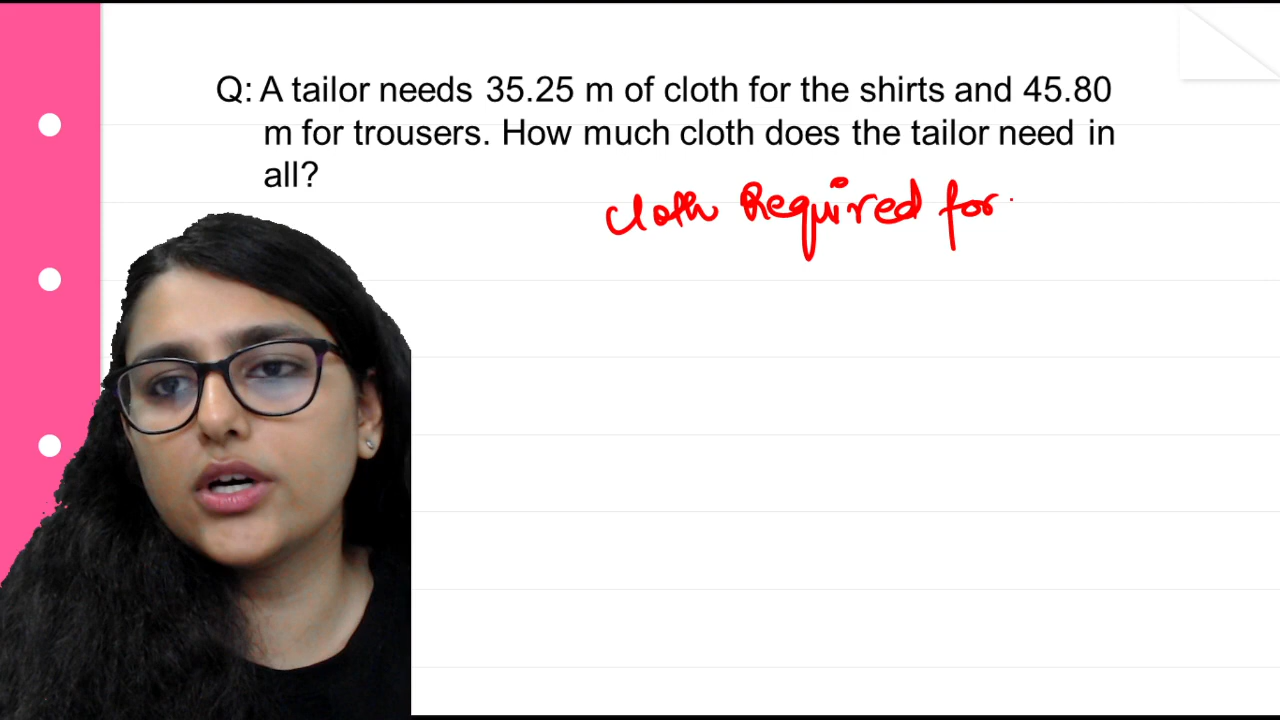 Q: A tailor needs 35.25 m of cloth for the shirts and 45.80
m for trousers. How much cloth does the tailor need in
all?
cloth Required for